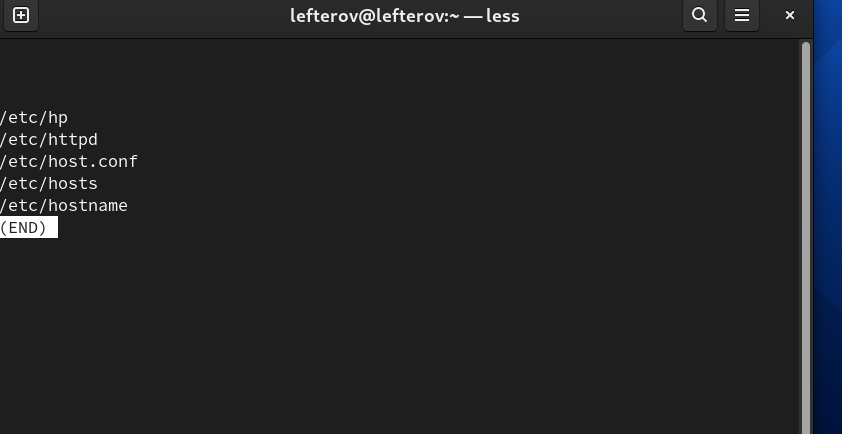 lefterov@lefterov:~ — less
/etc/hp
/etc/httpd
/etc/host.conf
/etc/hosts
/etc/hostname
(END)